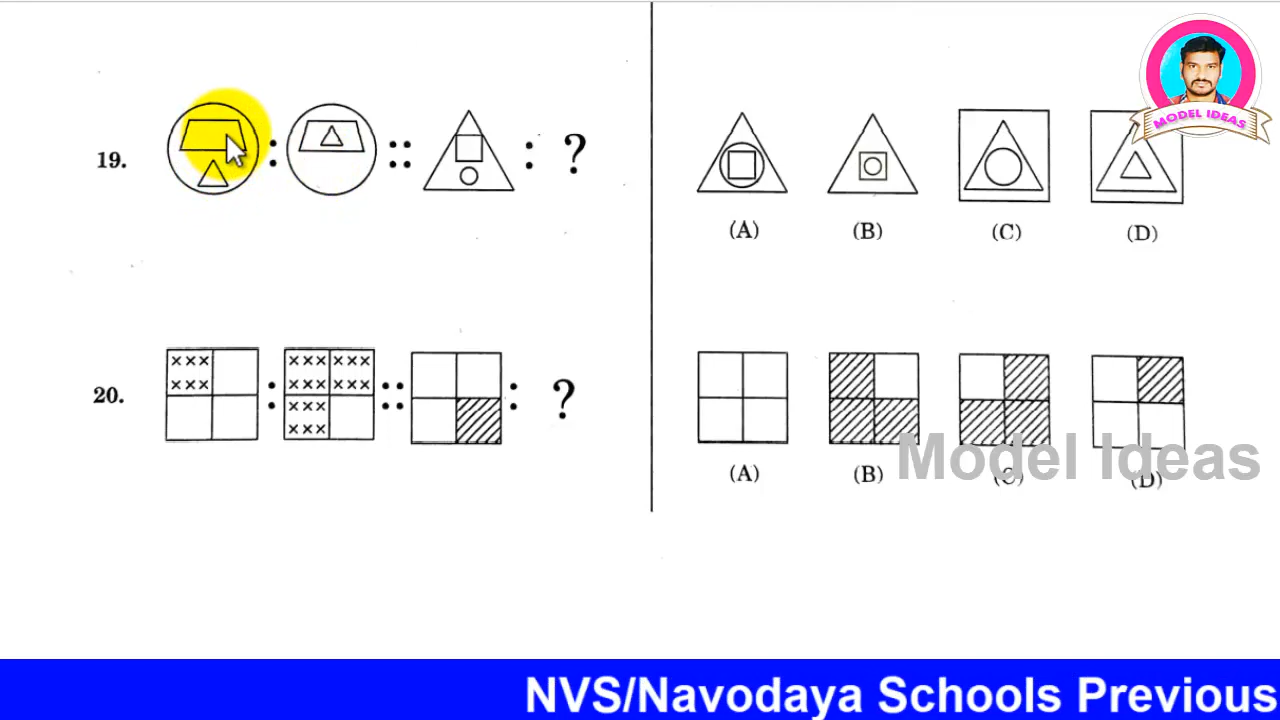 MODEL IDEAS
19.
: :: : ?
(A) (B) (C) (D)
20.
××× ××× ××× : ××× ××× ××× ××× ××× ××× :: : ?
(A) (B) (C) (D)
Model Ideas
NVS/Navodaya Schools Previous